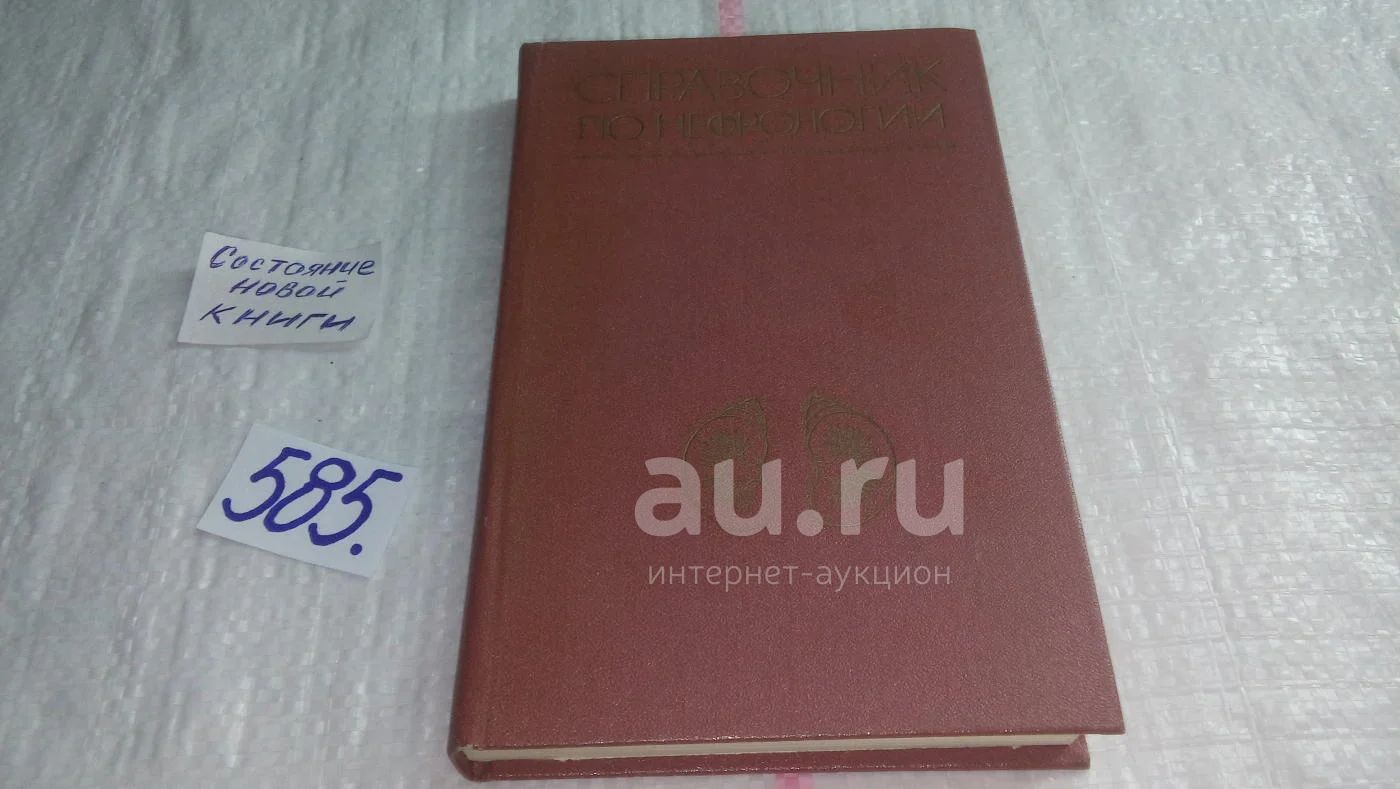 СПРАВОЧНИК
ПО НЕФРОЛОГИИ
Состояние
новой
книги
585.
au.ru
интернет-аукцион